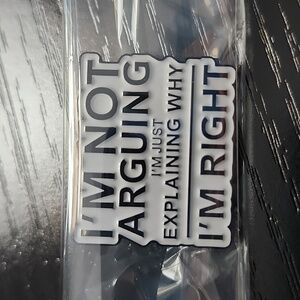 I'M NOT
ARGUING
I'M JUST
EXPLAINING WHY
I'M RIGHT